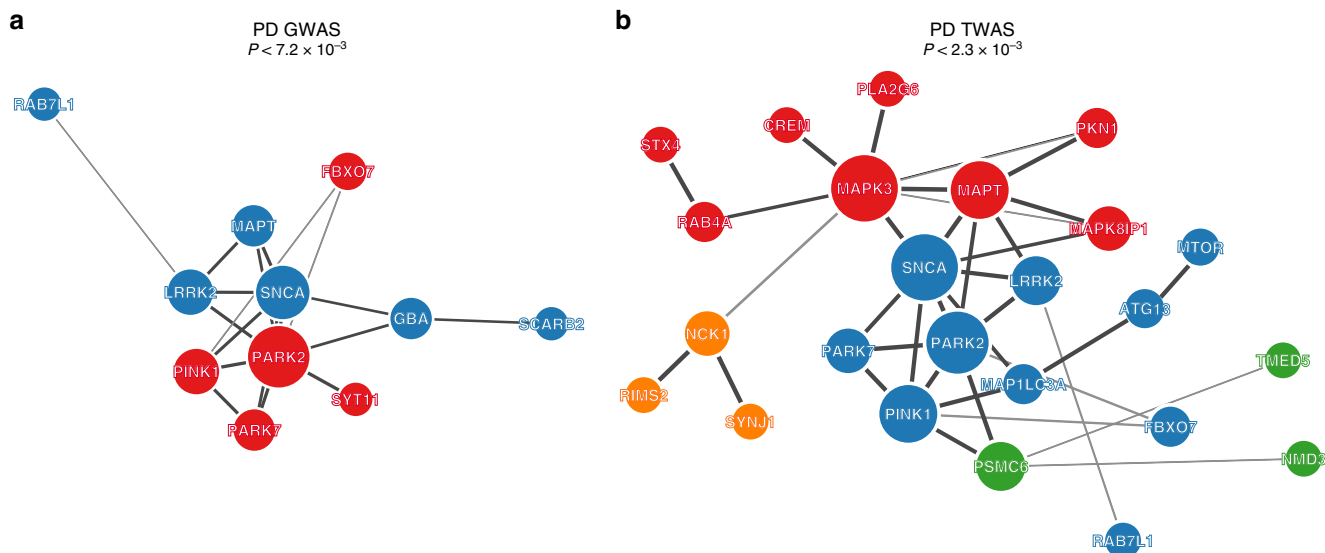 a
PD GWAS
P < 7.2 × 10⁻³
RAB7L1
FBXO7
MAPT
LRRK2
SNCA
GBA
SCARB2
PARK2
PINK1
SYT11
PARK7
b
PD TWAS
P < 2.3 × 10⁻³
PLA2G6
CREM
PKN1
STX4
MAPK3
MAPT
RAB4A
MAPK8IP1
MTOR
SNCA
LRRK2
ATG13
NCK1
PARK7
PARK2
TMED5
MAP1LC3A
RIMS2
SYNJ1
PINK1
FBXO7
PSMC6
NMD3
RAB7L1